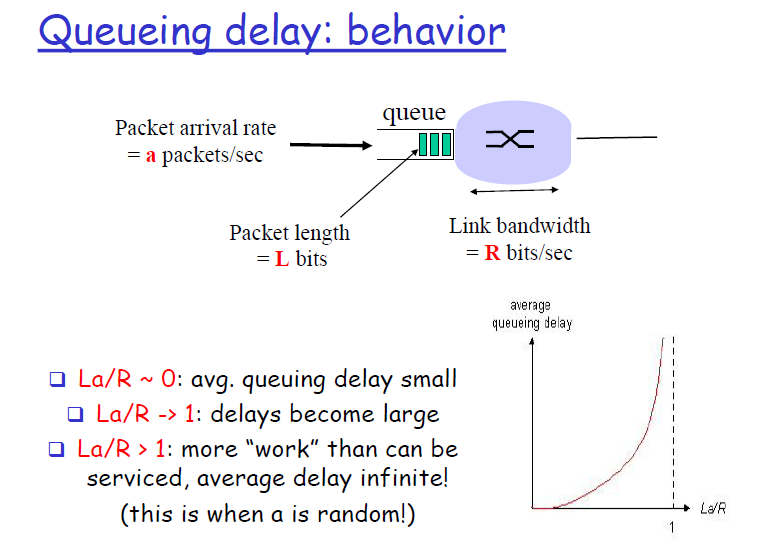 Queueing delay: behavior
queue
Packet arrival rate
= a packets/sec
Packet length
= L bits
Link bandwidth
= R bits/sec
average
queueing delay
La/R ~ 0: avg. queuing delay small
La/R -> 1: delays become large
La/R > 1: more “work” than can be
serviced, average delay infinite!
(this is when a is random!)
La/R
1